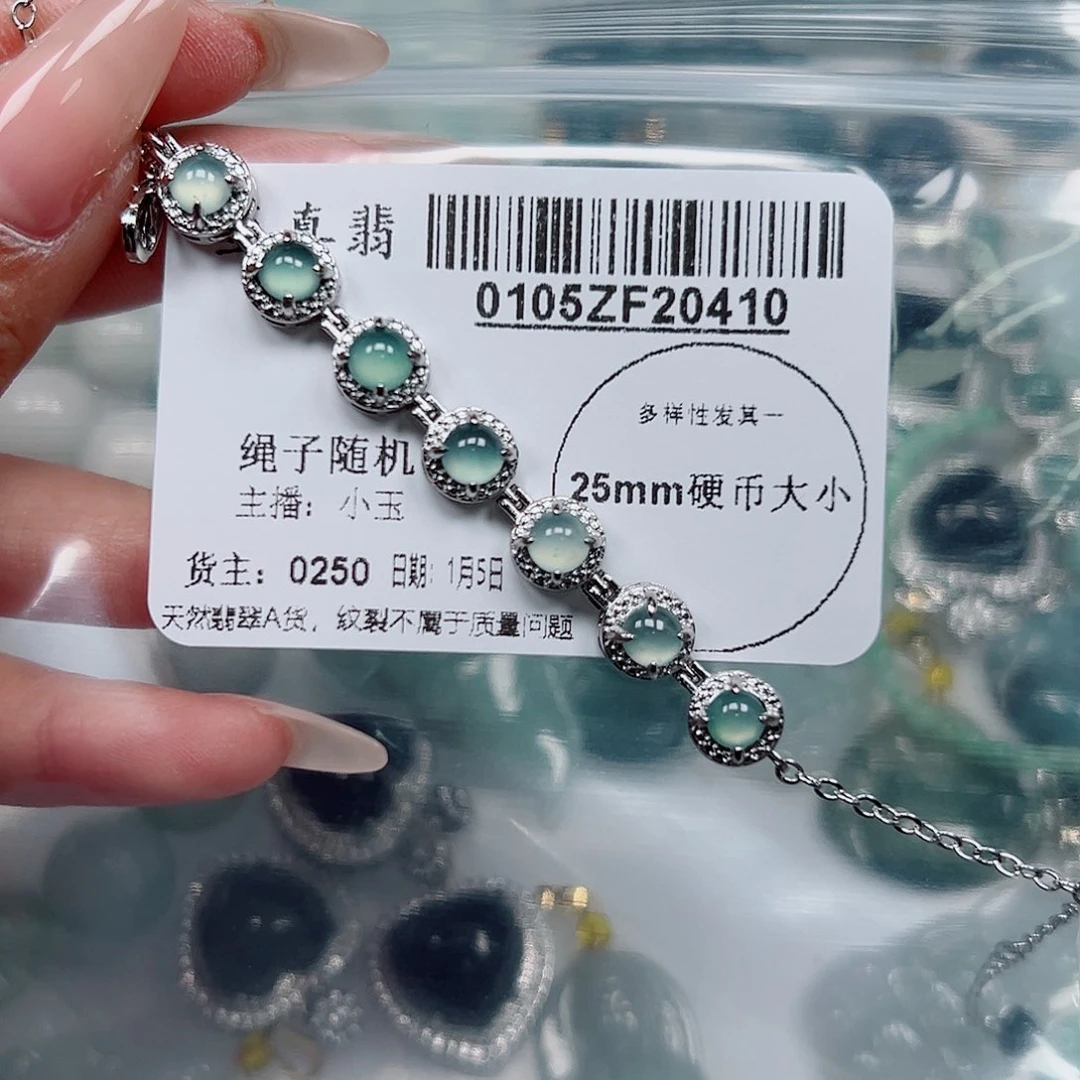 真翡
0105ZF20410
多样性发其一
25mm硬币大小
绳子随机
主播：小玉
货主：0250 日期：1月5日
天然翡翠A货，纹裂不属于质量问题